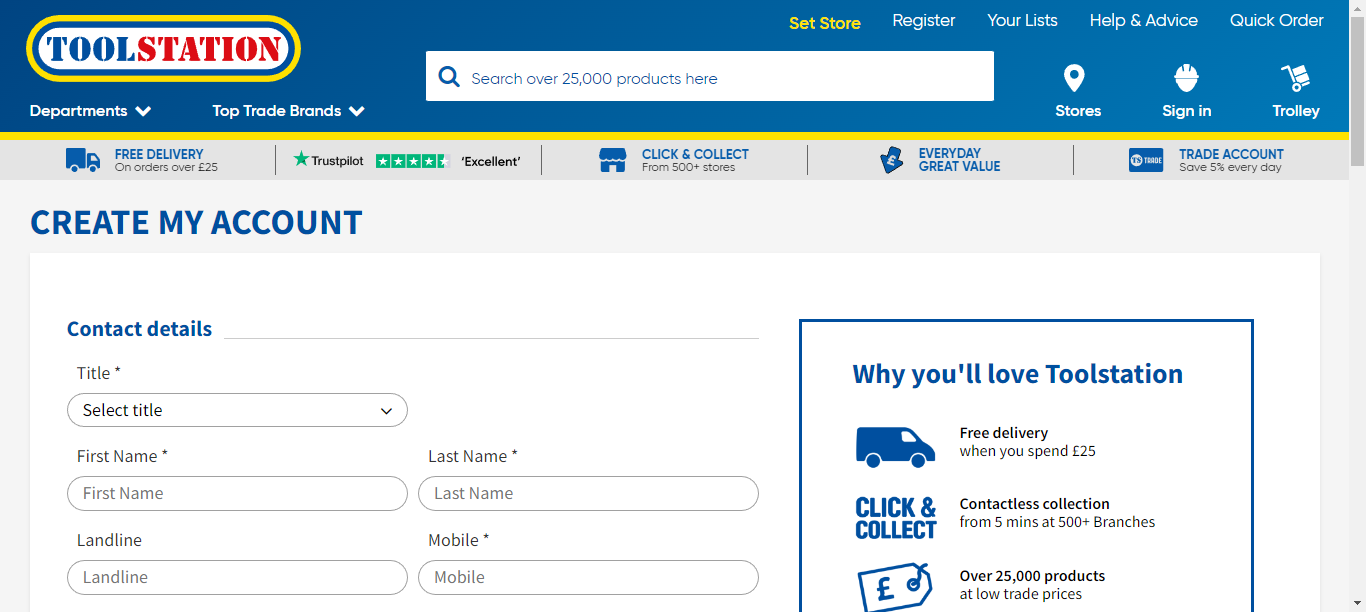 Set Store Register Your Lists Help & Advice Quick Order
TOOLSTATION
Search over 25,000 products here
Departments Top Trade Brands
Stores Sign in Trolley
FREE DELIVERY
On orders over £25
Trustpilot 'Excellent'
CLICK & COLLECT
From 500+ stores
£
EVERYDAY
GREAT VALUE
TS TRADE
TRADE ACCOUNT
Save 5% every day
CREATE MY ACCOUNT
Contact details
Title *
Select title
First Name * Last Name *
First Name Last Name
Landline Mobile *
Landline Mobile
Why you'll love Toolstation
Free delivery
when you spend £25
CLICK &
COLLECT
Contactless collection
from 5 mins at 500+ Branches
£
Over 25,000 products
at low trade prices